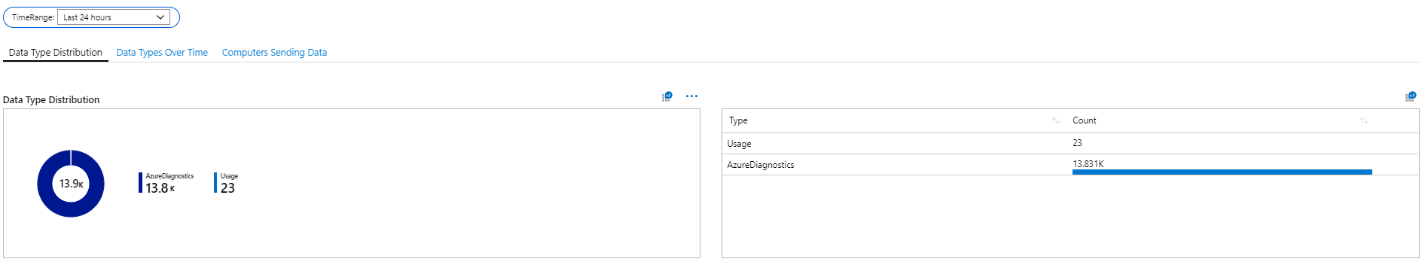 TimeRange: Last 24 hours
Data Type Distribution Data Types Over Time Computers Sending Data
Data Type Distribution
13.9K
AzureDiagnostics
13.8 K
Usage
23
Type Count
Usage 23
AzureDiagnostics 13.831K